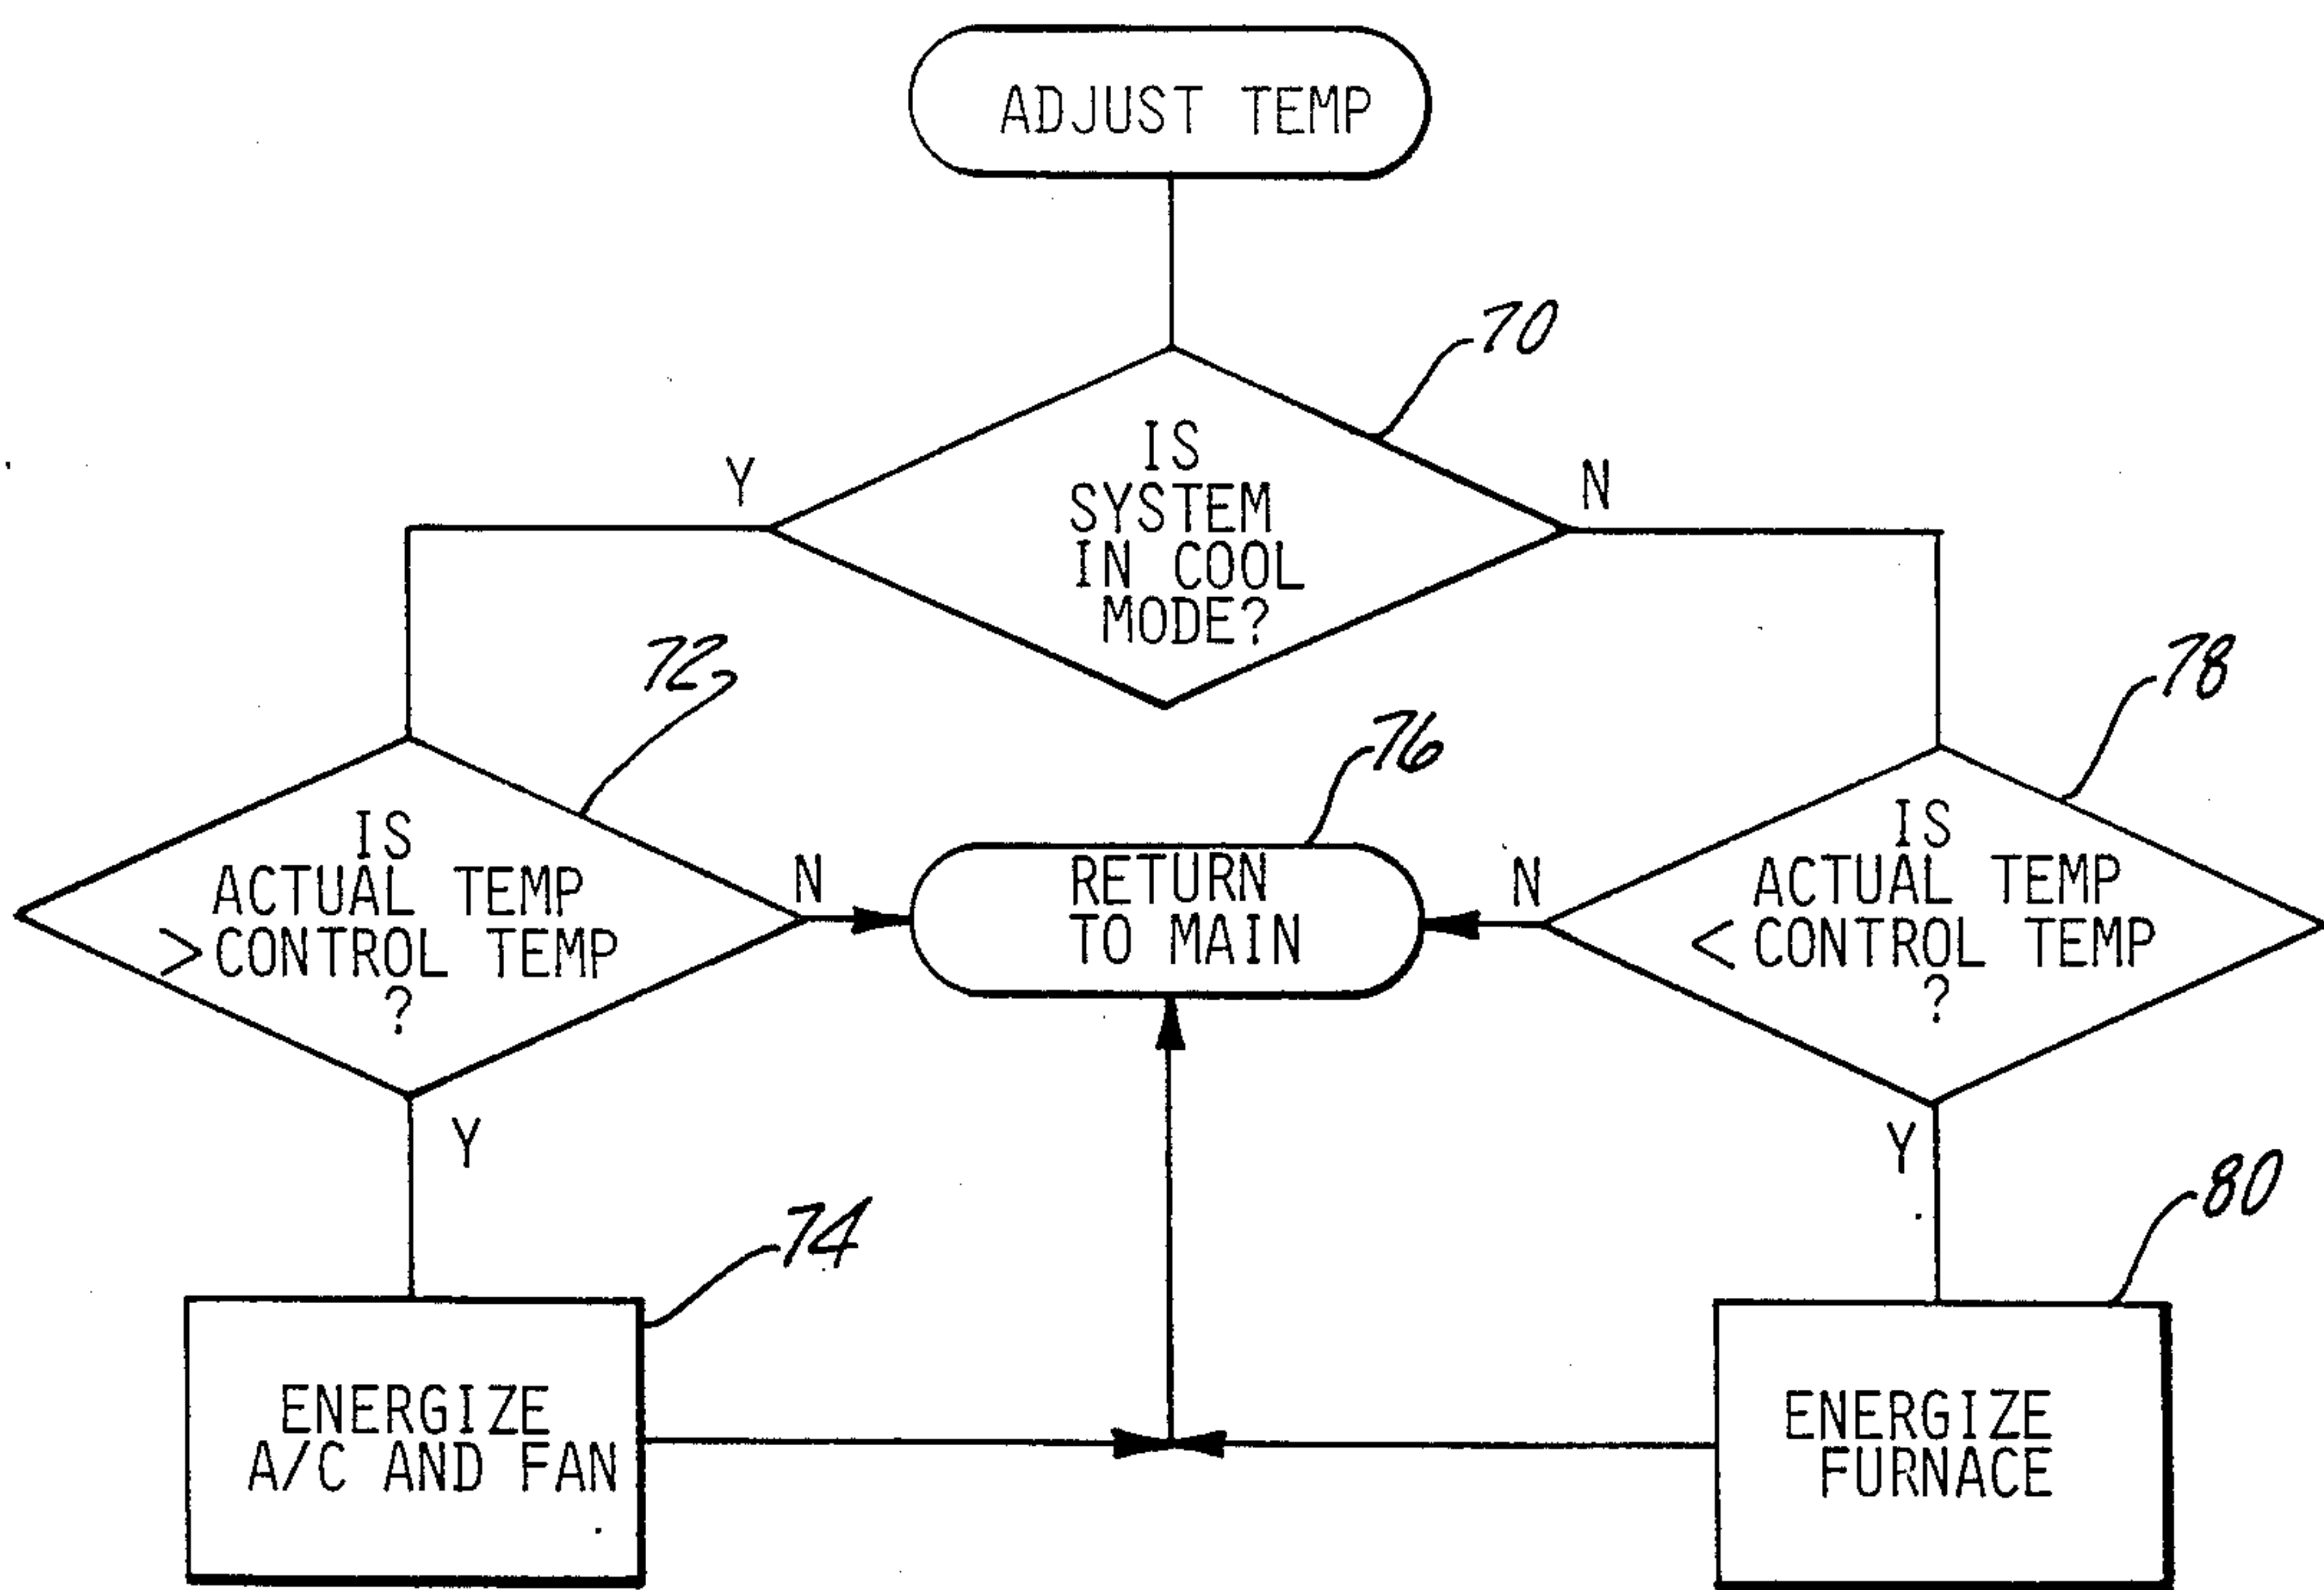 ADJUST TEMP
70
IS
SYSTEM
IN COOL
MODE?
Y
N
72
IS
ACTUAL TEMP
>CONTROL TEMP
?
N
Y
76
RETURN
TO MAIN
78
IS
ACTUAL TEMP
< CONTROL TEMP
?
N
Y
74
ENERGIZE
A/C AND FAN
80
ENERGIZE
FURNACE